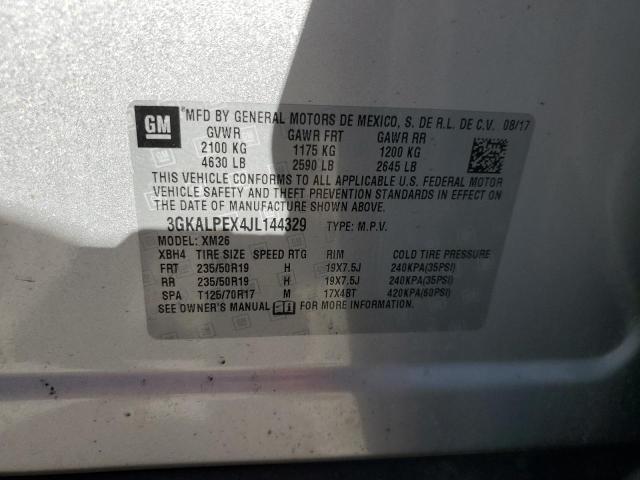 GM MFD BY GENERAL MOTORS DE MEXICO, S. DE R.L. DE C.V. 08/17
GVWR GAWR FRT GAWR RR
2100 KG 1175 KG 1200 KG
4630 LB 2590 LB 2645 LB
THIS VEHICLE CONFORMS TO ALL APPLICABLE U.S. FEDERAL MOTOR
VEHICLE SAFETY AND THEFT PREVENTION STANDARDS IN EFFECT ON
THE DATE OF MANUFACTURE SHOWN ABOVE.
3GKALPEX4JL144329 TYPE: M.P.V.
MODEL: XM26
XBH4 TIRE SIZE SPEED RTG RIM COLD TIRE PRESSURE
FRT 235/50R19 H 19X7.5J 240KPA(35PSI)
RR 235/50R19 H 19X7.5J 240KPA(35PSI)
SPA T125/70R17 M 17X4BT 420KPA(60PSI)
SEE OWNER'S MANUAL FOR MORE INFORMATION.